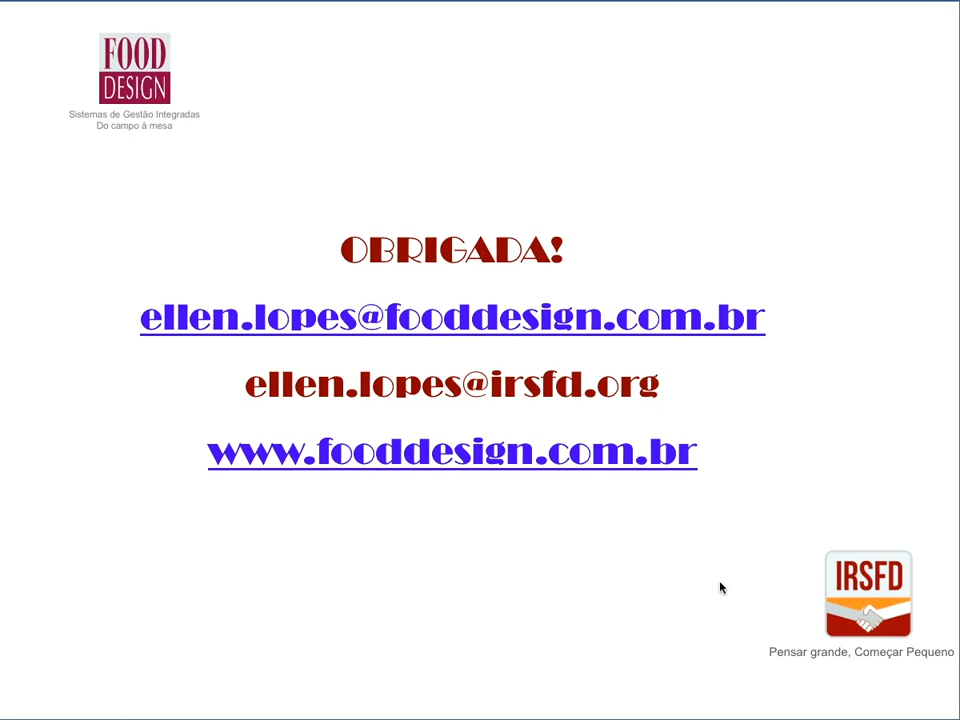 FOOD
DESIGN
Sistemas de Gestão Integradas
Do campo à mesa
OBRIGADA!
ellen.lopes@fooddesign.com.br
ellen.lopes@irsfd.org
www.fooddesign.com.br
IRSFD
Pensar grande, Começar Pequeno